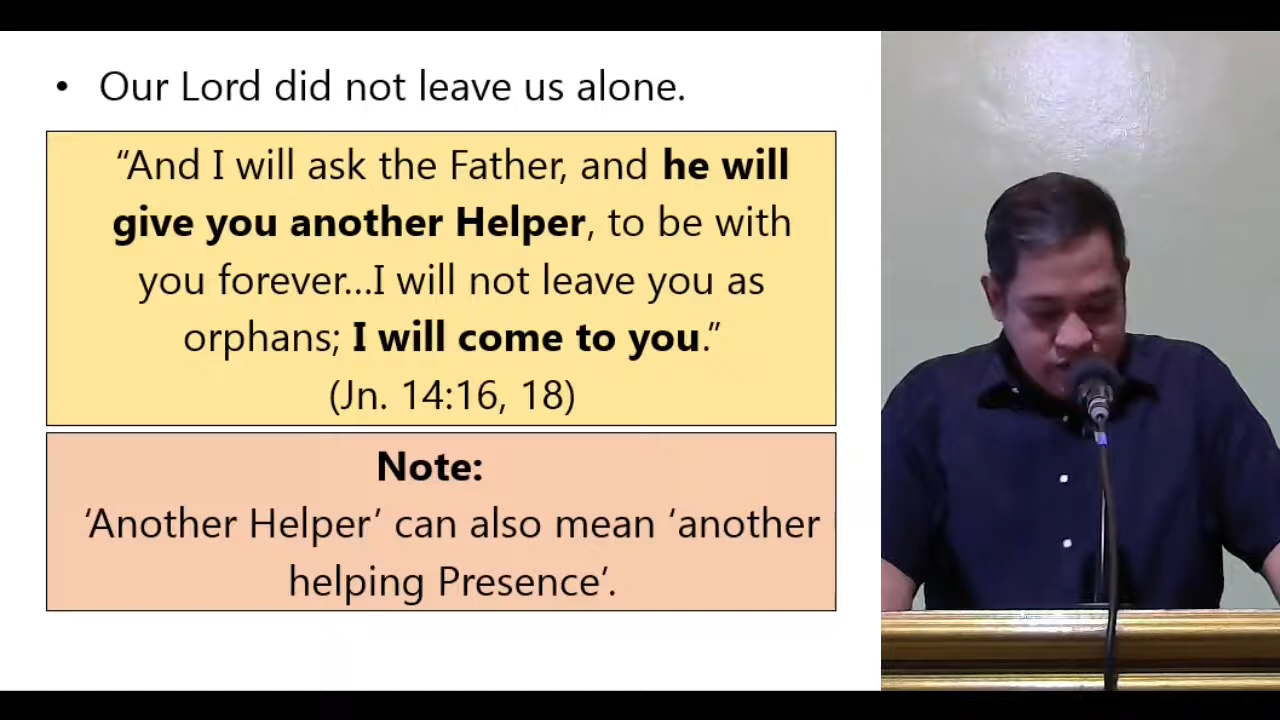 • Our Lord did not leave us alone.
“And I will ask the Father, and he will
give you another Helper, to be with
you forever…I will not leave you as
orphans; I will come to you.”
(Jn. 14:16, 18)
Note:
‘Another Helper’ can also mean ‘another
helping Presence’.